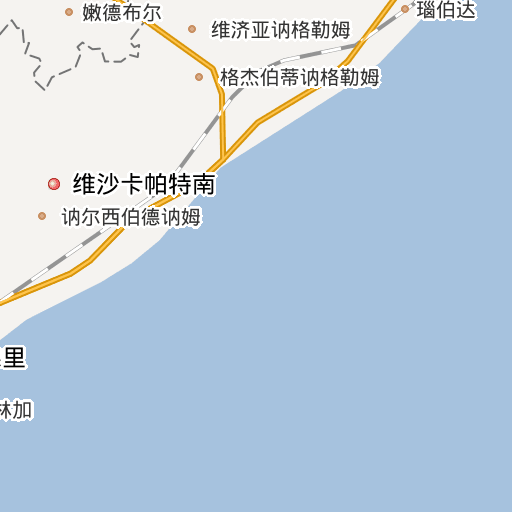 嫩德布尔
瑙伯达
维济亚讷格勒姆
格杰伯蒂讷格勒姆
维沙卡帕特南
讷尔西伯德讷姆
里
林加